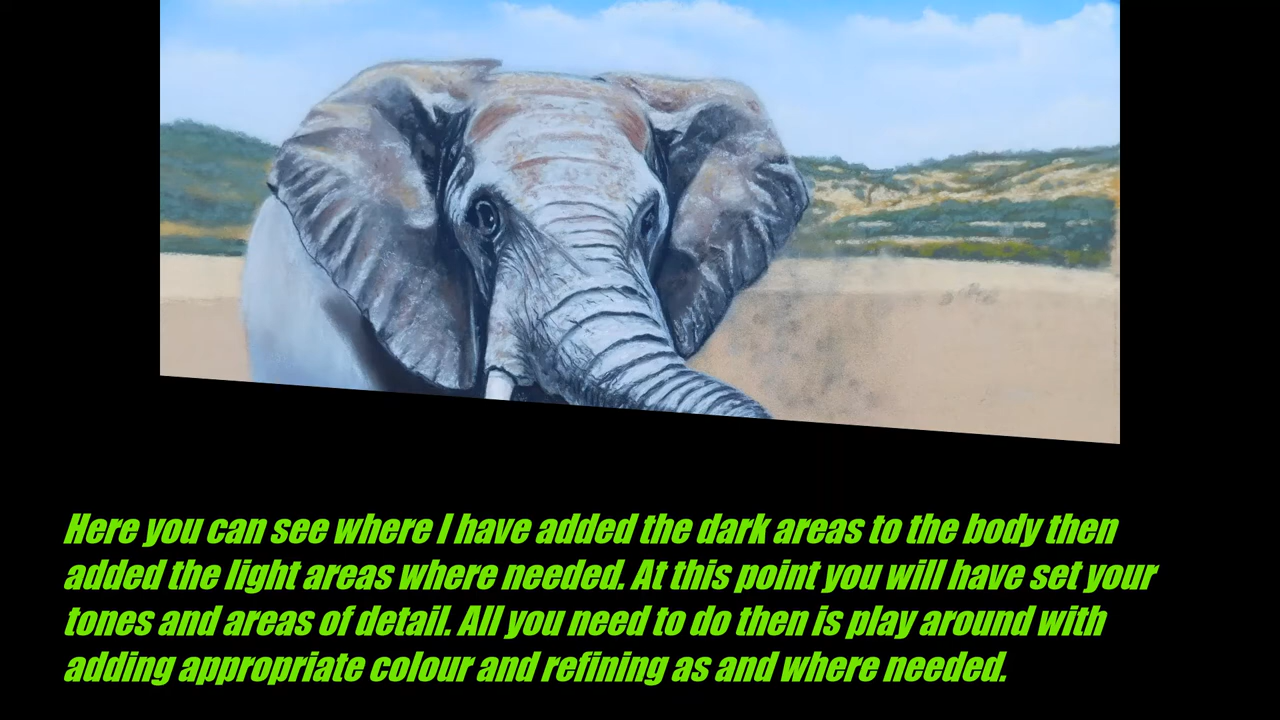 Here you can see where I have added the dark areas to the body then
added the light areas where needed. At this point you will have set your
tones and areas of detail. All you need to do then is play around with
adding appropriate colour and refining as and where needed.